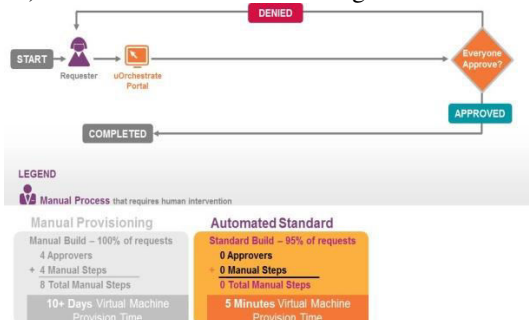 DENIED
START
Requester
uOrchestrate
Portal
Everyone
Approve?
APPROVED
COMPLETED
LEGEND
Manual Process that requires human intervention
Manual Provisioning
Manual Build – 100% of requests
4 Approvers
+ 4 Manual Steps
8 Total Manual Steps
10+ Days Virtual Machine
Provision Time
Automated Standard
Standard Build – 95% of requests
0 Approvers
+ 0 Manual Steps
0 Total Manual Steps
5 Minutes Virtual Machine
Provision Time